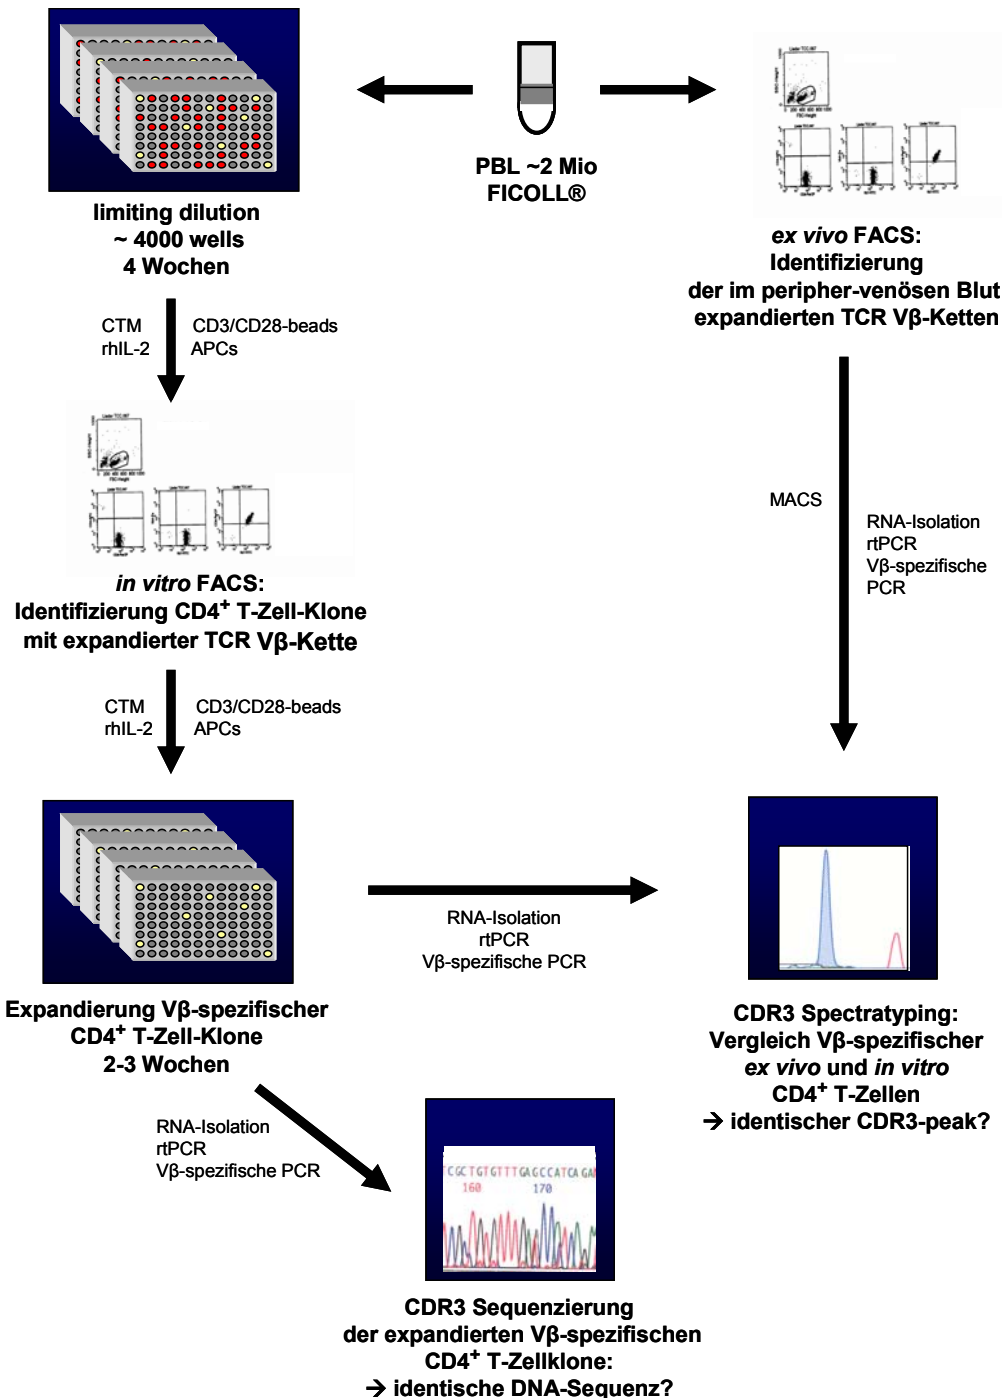 PBL ~2 Mio
FICOLL®
limiting dilution
~ 4000 wells
4 Wochen
ex vivo FACS:
Identifizierung
der im peripher-venösen Blut
expandierten TCR Vβ-Ketten
CTM
rhIL-2
CD3/CD28-beads
APCs
in vitro FACS:
Identifizierung CD4+ T-Zell-Klone
mit expandierter TCR Vβ-Kette
MACS
RNA-Isolation
rtPCR
Vβ-spezifische
PCR
CTM
rhIL-2
CD3/CD28-beads
APCs
RNA-Isolation
rtPCR
Vβ-spezifische PCR
Expandierung Vβ-spezifischer
CD4+ T-Zell-Klone
2-3 Wochen
CDR3 Spectratyping:
Vergleich Vβ-spezifischer
ex vivo und in vitro
CD4+ T-Zellen
→ identischer CDR3-peak?
RNA-Isolation
rtPCR
Vβ-spezifische PCR
TCGCTGTGTTTGAGCCATCAGA
160 170
CDR3 Sequenzierung
der expandierten Vβ-spezifischen
CD4+ T-Zellklone:
→ identische DNA-Sequenz?